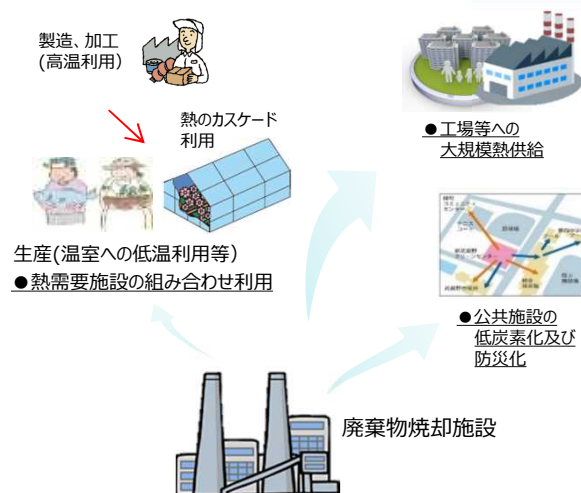 製造、加工
(高温利用)
熱のカスケード
利用
生産(温室への低温利用等)
●熱需要施設の組み合わせ利用
●工場等への
大規模熱供給
●公共施設の
低炭素化及び
防災化
廃棄物焼却施設